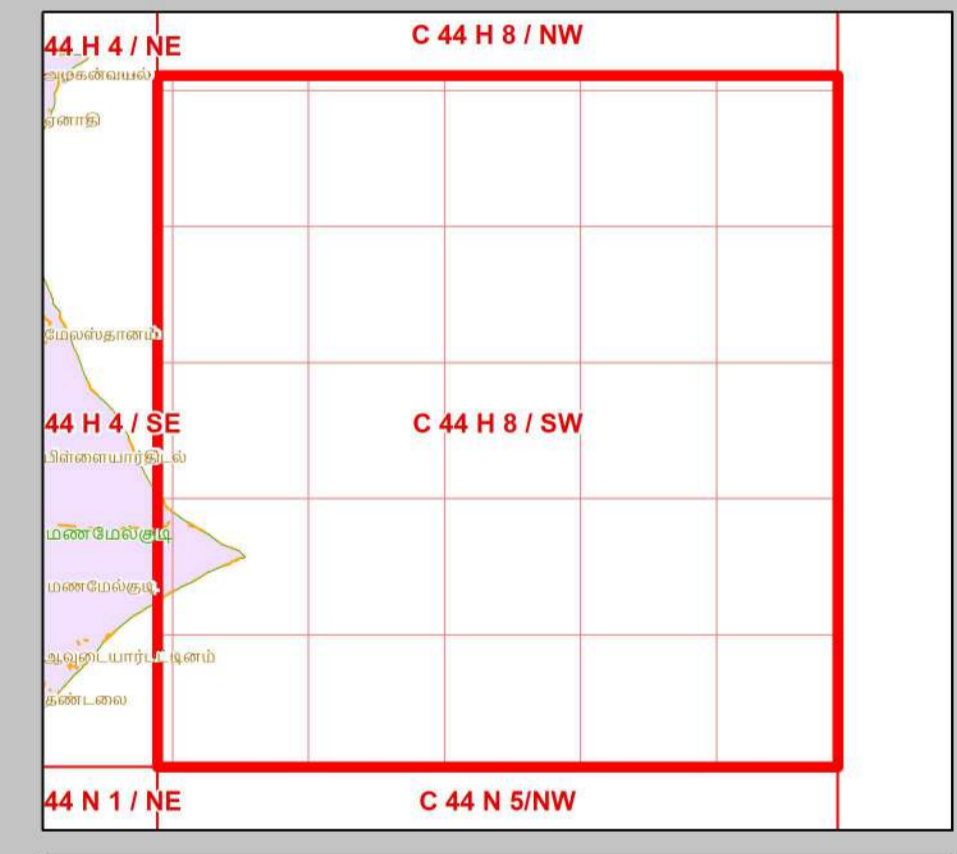 44 H 4 / NE
C 44 H 8 / NW
அழகன்வயல்
ஏனாதி
மேலஸ்தானம்
44 H 4 / SE
C 44 H 8 / SW
பிள்ளையார்திடல்
மணமேல்குடி
மணமேல்குடி
ஆவுடையார்பட்டினம்
தண்டலை
44 N 1 / NE
C 44 N 5/NW